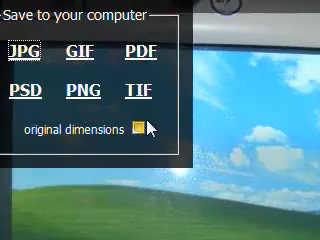 Save to your computer
JPG GIF PDF
PSD PNG TIF
original dimensions